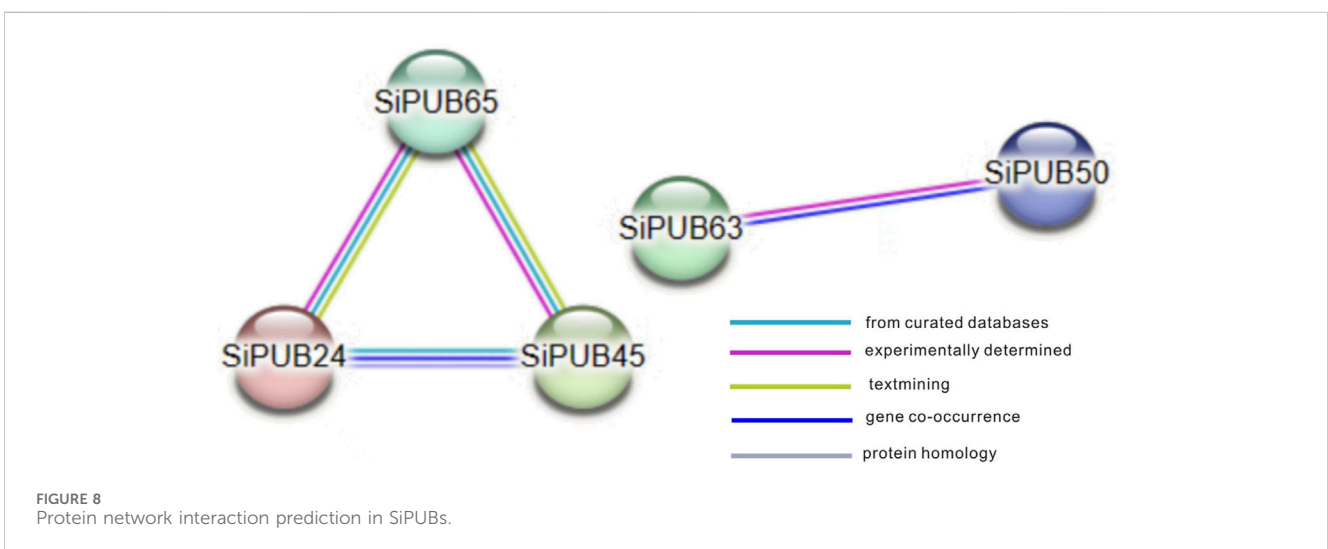 SiPUB65
SiPUB50
SiPUB63
SiPUB24
SiPUB45
from curated databases
experimentally determined
textmining
gene co-occurrence
protein homology
FIGURE 8
Protein network interaction prediction in SiPUBs.